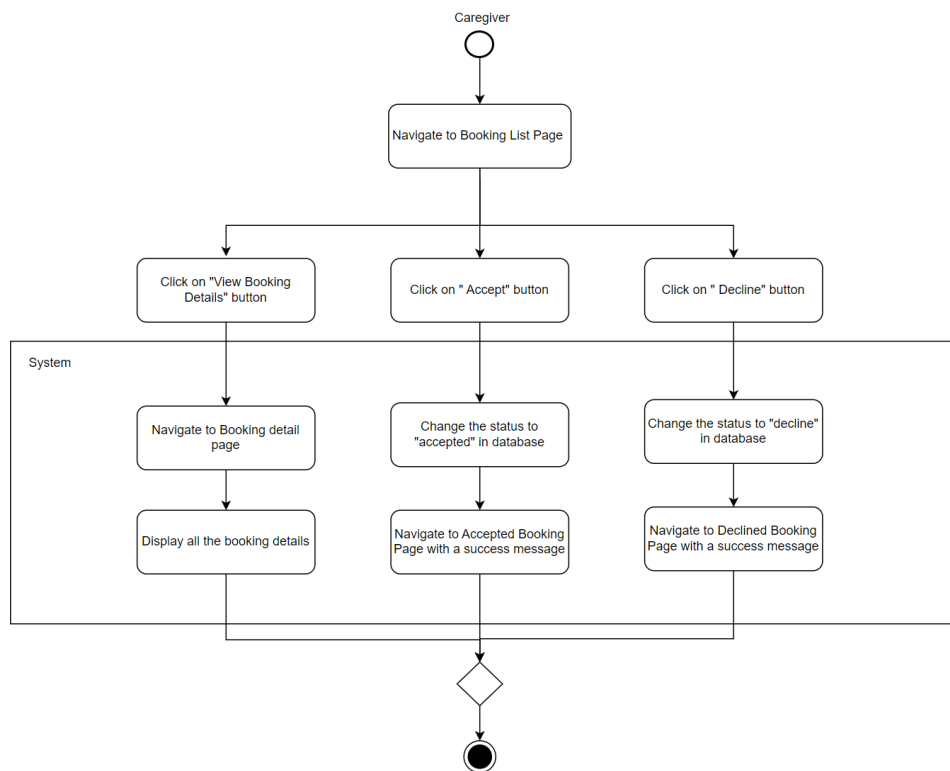 Caregiver
Navigate to Booking List Page
Click on "View Booking
Details" button
Click on " Accept" button
Click on " Decline" button
System
Navigate to Booking detail
page
Change the status to
"accepted" in database
Change the status to "decline"
in database
Display all the booking details
Navigate to Accepted Booking
Page with a success message
Navigate to Declined Booking
Page with a success message